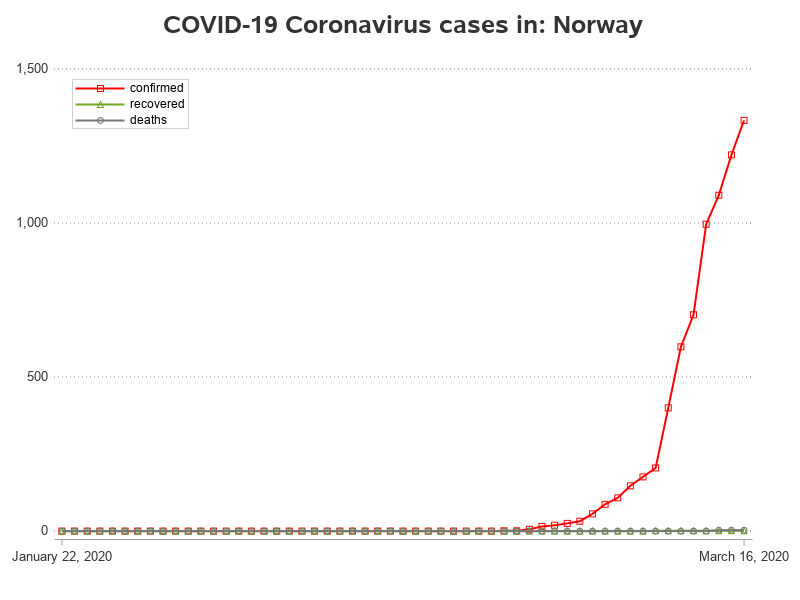 COVID-19 Coronavirus cases in: Norway
1,500
confirmed
recovered
deaths
1,000
500
0
January 22, 2020
March 16, 2020